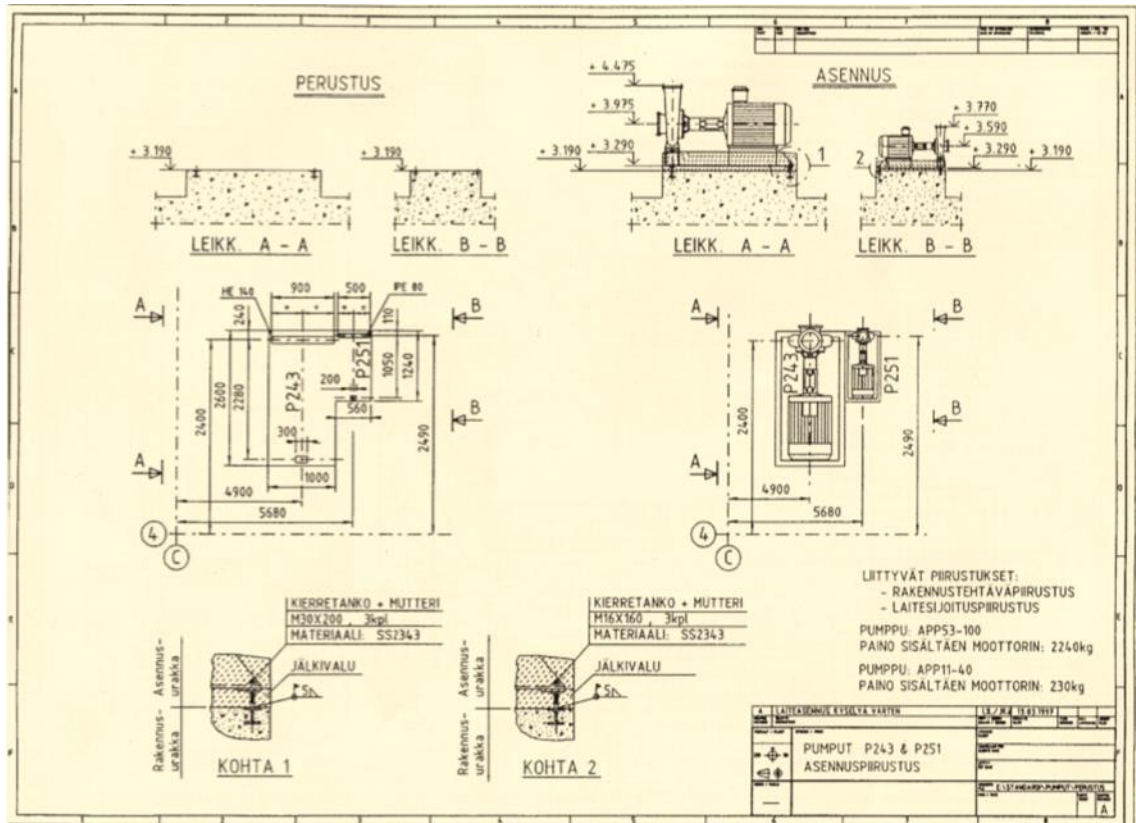 PERUSTUS
+ 3.190
+ 3.190
LEIKK. A - A
LEIKK. B - B
ASENNUS
+ 4.475
+ 3.975
+ 3.290
+ 3.190
1
2
+ 3.770
+ 3.590
+ 3.290
+ 3.190
LEIKK. A - A
LEIKK. B - B
HE 140
900
500
IPE 80
A
B
240
110
2400
2600
2280
P243
P251
200
1050
1240
560
2490
300
1000
A
B
4900
5680
4
C
A
B
P243
P251
2400
2490
A
B
4900
5680
4
C
KIERRETANKO + MUTTERI
M30X200 , 3kpl
MATERIAALI: SS2343
JÄLKIVALU
5
Asennus-
urakka
Rakennus-
urakka
KOHTA 1
KIERRETANKO + MUTTERI
M16X160 , 3kpl
MATERIAALI: SS2343
JÄLKIVALU
5
Asennus-
urakka
Rakennus-
urakka
KOHTA 2
LIITTYVÄT PIIRUSTUKSET:
- RAKENNUSTEHTÄVÄPIIRUSTUS
- LAITESIJOITUSPIIRUSTUS
PUMPPU: APP53-100
PAINO SISÄLTÄEN MOOTTORIN: 2240kg
PUMPPU: APP11-40
PAINO SISÄLTÄEN MOOTTORIN: 230kg
A LAITEASENNUS KYSELYÄ VARTEN
PUMPUT P243 & P251
ASENNUSPIIRUSTUS
A